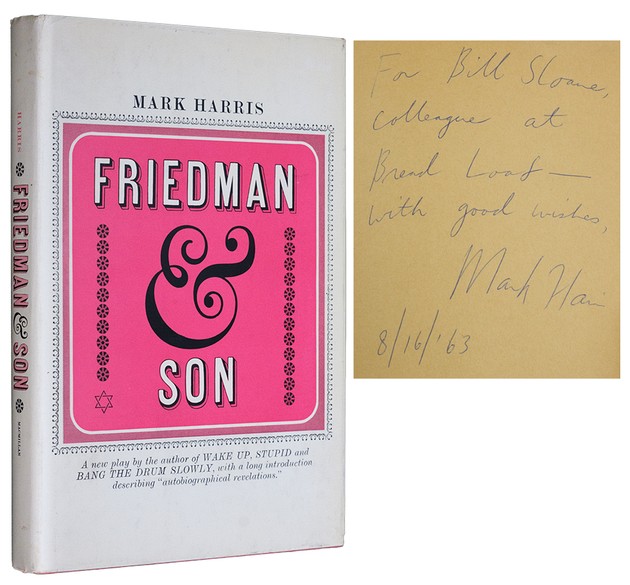 HARRIS
FRIEDMAN & SON
MACMILLAN
MARK HARRIS
FRIEDMAN
&
SON
A new play by the author of WAKE UP, STUPID and
BANG THE DRUM SLOWLY, with a long introduction
describing "autobiographical revelations."
For Bill Sloane,
colleague at
Bread Loaf—
with good wishes,
Mark Harris
8/16/'63